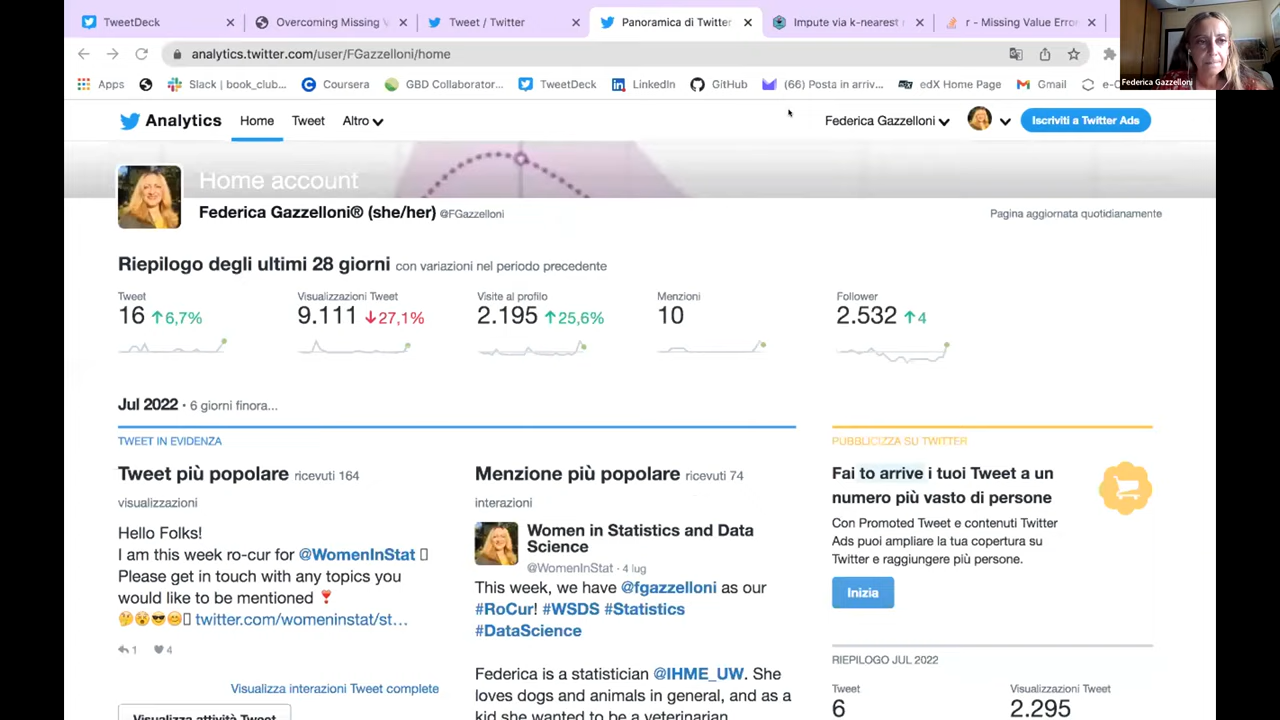 TweetDeck
Overcoming Missing V
Tweet / Twitter
Panoramica di Twitter
Impute via k-nearest
r - Missing Value Erro
analytics.twitter.com/user/FGazzelloni/home
Apps
Slack | book_club...
Coursera
GBD Collaborator...
TweetDeck
LinkedIn
GitHub
(66) Posta in arriv...
edX Home Page
Gmail
Federica Gazzelloni
Analytics
Home
Tweet
Altro
Federica Gazzelloni
Iscriviti a Twitter Ads
Home account
Federica Gazzelloni® (she/her) @FGazzelloni
Pagina aggiornata quotidianamente
Riepilogo degli ultimi 28 giorni con variazioni nel periodo precedente
Tweet
16 ↑6,7%
Visualizzazioni Tweet
9.111 ↓27,1%
Visite al profilo
2.195 ↑25,6%
Menzioni
10
Follower
2.532 ↑4
Jul 2022 • 6 giorni finora...
TWEET IN EVIDENZA
Tweet più popolare ricevuti 164
visualizzazioni
Hello Folks!
I am this week ro-cur for @WomenInStat
Please get in touch with any topics you
would like to be mentioned ❣
🤔😯😎😊 twitter.com/womeninstat/st...
1 4
Visualizza interazioni Tweet complete
Visualizza attività Tweet
Menzione più popolare ricevuti 74
interazioni
Women in Statistics and Data
Science
@WomenInStat · 4 lug
This week, we have @fgazzelloni as our
#RoCur! #WSDS #Statistics
#DataScience
Federica is a statistician @IHME_UW. She
loves dogs and animals in general, and as a
kid she wanted to be a veterinarian.
PUBBLICIZZA SU TWITTER
Fai to arrive i tuoi Tweet a un
numero più vasto di persone
Con Promoted Tweet e contenuti Twitter
Ads puoi ampliare la tua copertura su
Twitter e raggiungere più persone.
Inizia
RIEPILOGO JUL 2022
Tweet
6
Visualizzazioni Tweet
2.295